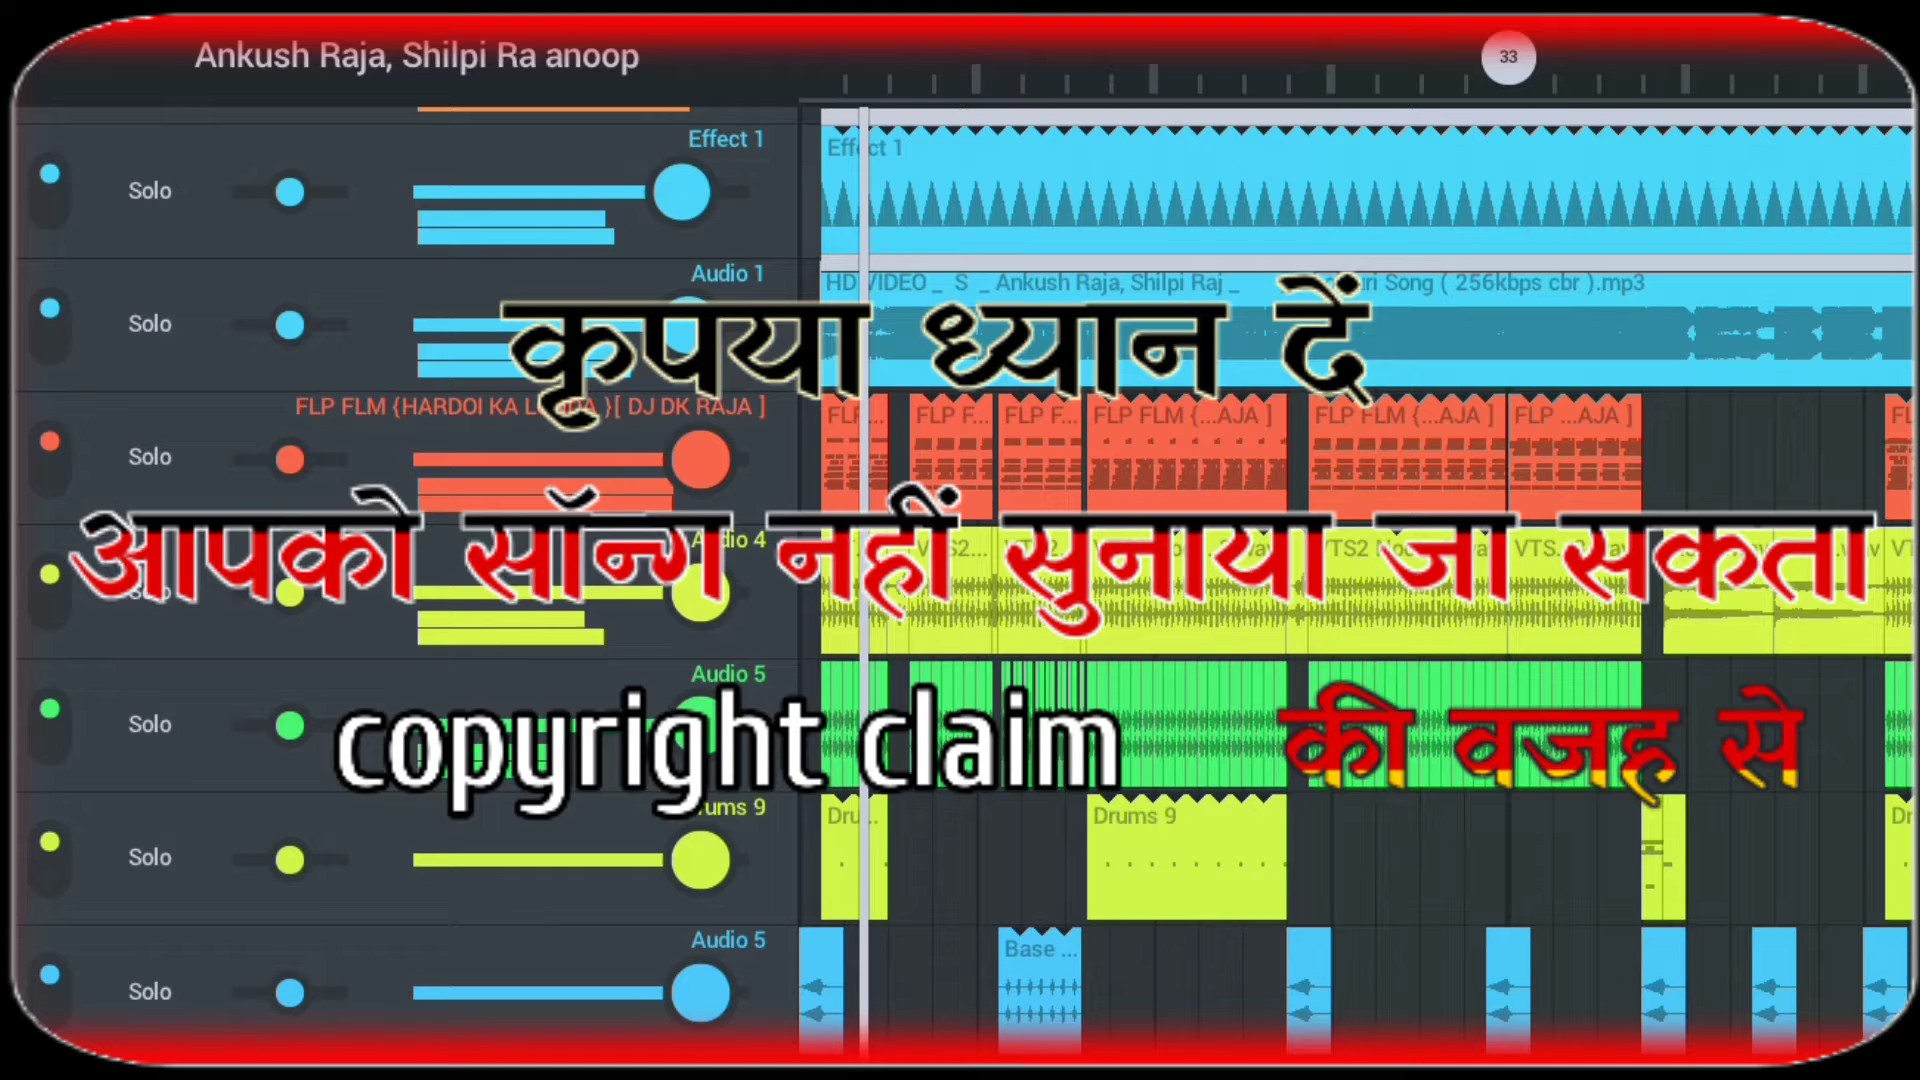 Ankush Raja, Shilpi Ra anoop
33
Effect 1
Effect 1
Solo
Audio 1
HD VIDEO _ S _ Ankush Raja, Shilpi Raj _ Song ( 256kbps cbr ).mp3
Solo
कृपया ध्यान दें
FLP FLM {HARDOI KA }[ DJ DK RAJA ]
FLP F... FLP F... FLP FLM {...AJA ] FLP FLM {...AJA ] FLP ...AJA ]
Solo
आपको सॉन्ग नहीं सुनाया जा सकता
Audio 5
Solo
copyright claim की वजह से
Drums 9
Solo
Audio 5
Base ...
Solo